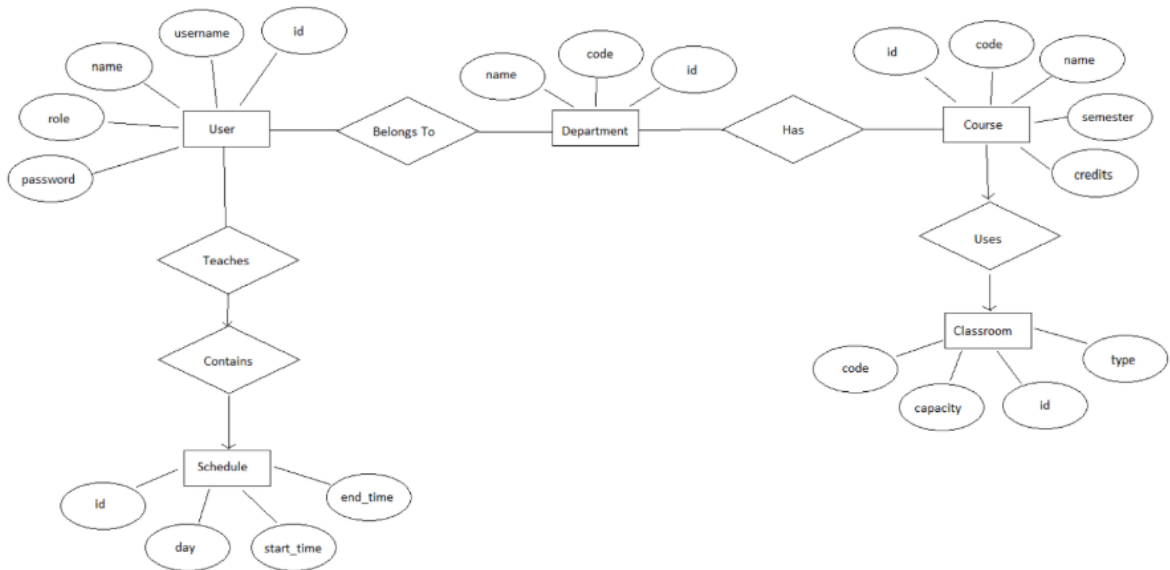 username
id
name
role
password
User
Belongs To
name
code
id
Department
Has
id
code
name
semester
credits
Course
Teaches
Uses
Contains
Classroom
code
capacity
id
type
Schedule
id
day
start_time
end_time